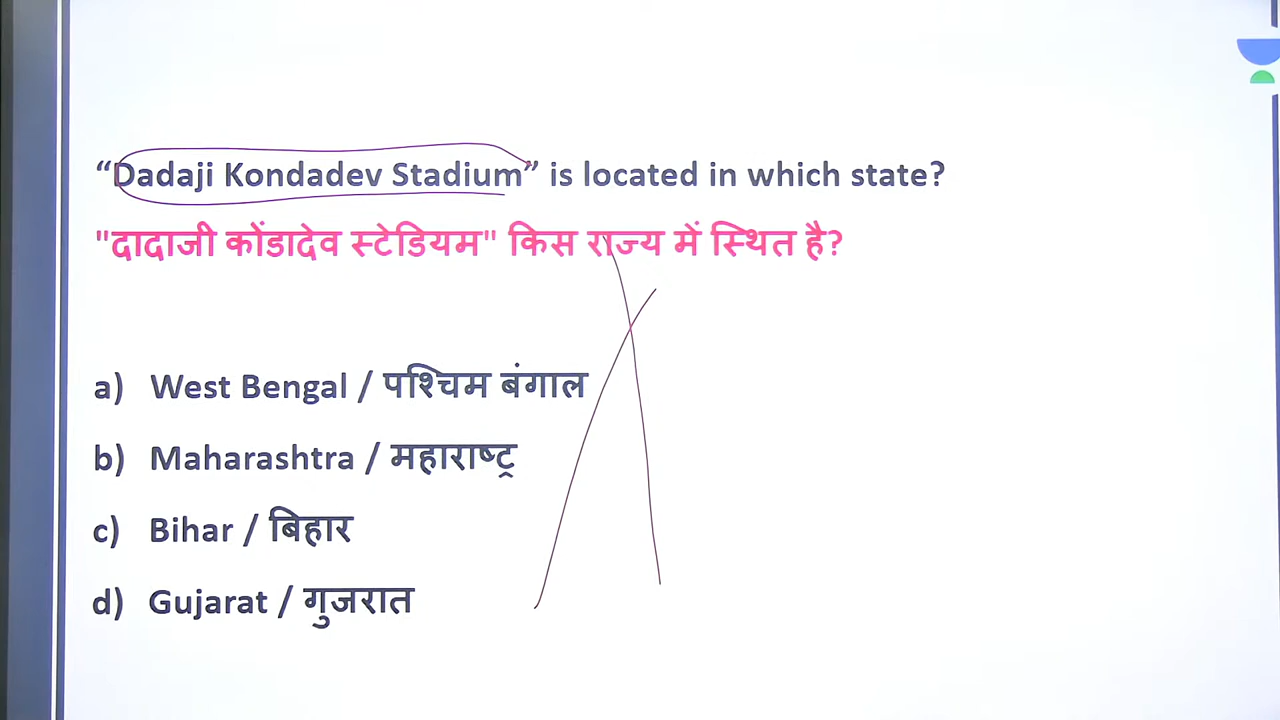 “Dadaji Kondadev Stadium” is located in which state?
"दादाजी कोंडादेव स्टेडियम" किस राज्य में स्थित है?
a) West Bengal / पश्चिम बंगाल
b) Maharashtra / महाराष्ट्र
c) Bihar / बिहार
d) Gujarat / गुजरात